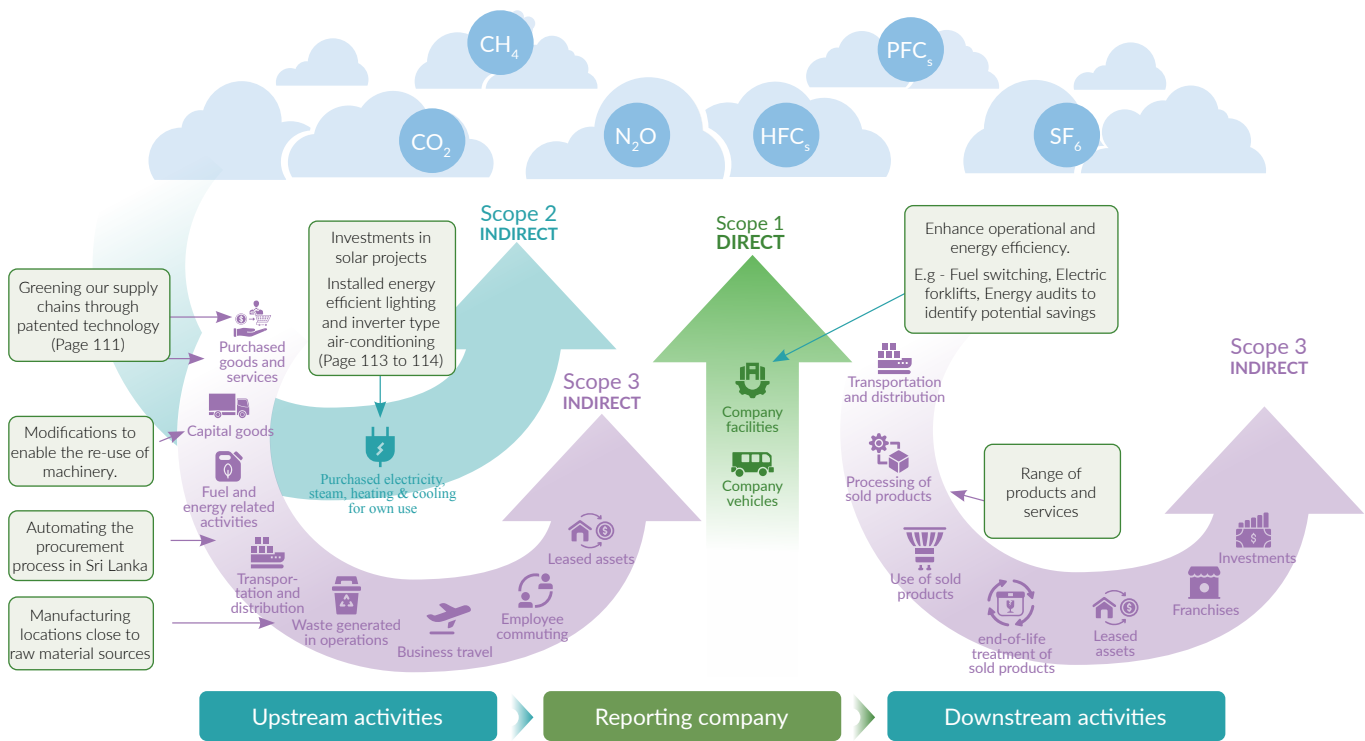 CH4
PFCs
CO2
N2O
HFCs
SF6
Scope 2
INDIRECT
Scope 1
DIRECT
Investments in
solar projects
Installed energy
efficient lighting
and inverter type
air-conditioning
(Page 113 to 114)
Enhance operational and
energy efficiency.
E.g - Fuel switching, Electric
forklifts, Energy audits to
identify potential savings
Greening our supply
chains through
patented technology
(Page 111)
Purchased
goods and
services
Scope 3
INDIRECT
Scope 3
INDIRECT
Capital goods
Modifications to
enable the re-use of
machinery.
Fuel and
energy related
activities
Purchased electricity,
steam, heating & cooling
for own use
Company
facilities
Company
vehicles
Transportation
and distribution
Processing of
sold products
Range of
products and
services
Automating the
procurement
process in Sri Lanka
Manufacturing
locations close to
raw material sources
Transpor-
tation and
distribution
Waste generated
in operations
Business travel
Employee
commuting
Leased assets
Use of sold
products
end-of-life
treatment of
sold products
Leased
assets
Franchises
Investments
Upstream activities
Reporting company
Downstream activities